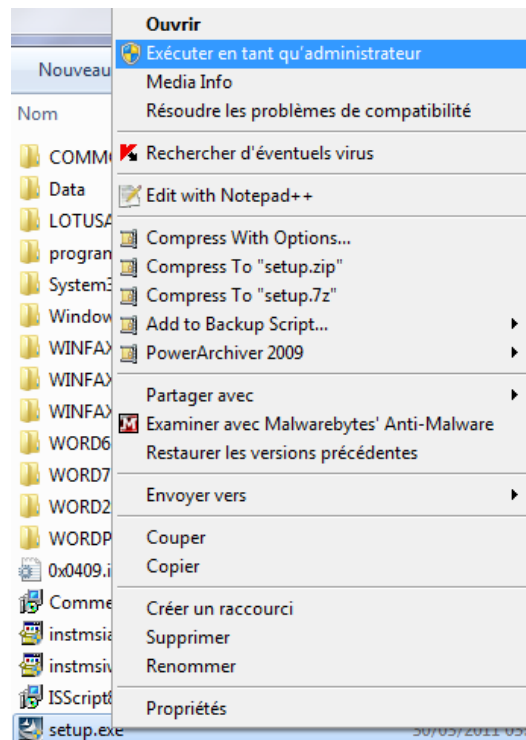 Ouvrir
Exécuter en tant qu'administrateur
Media Info
Résoudre les problèmes de compatibilité
Rechercher d'éventuels virus
Edit with Notepad++
Compress With Options...
Compress To "setup.zip"
Compress To "setup.7z"
Add to Backup Script...
PowerArchiver 2009
Partager avec
Examiner avec Malwarebytes' Anti-Malware
Restaurer les versions précédentes
Envoyer vers
Couper
Copier
Créer un raccourci
Supprimer
Renommer
Propriétés
Nouveau
Nom
COMM
Data
LOTUSA
program
System3
Window
WINFAX
WINFAX
WINFAX
WORD6
WORD7
WORD2
WORDP
0x0409.i
Comme
instmsia
instmsiv
ISScript8
setup.exe